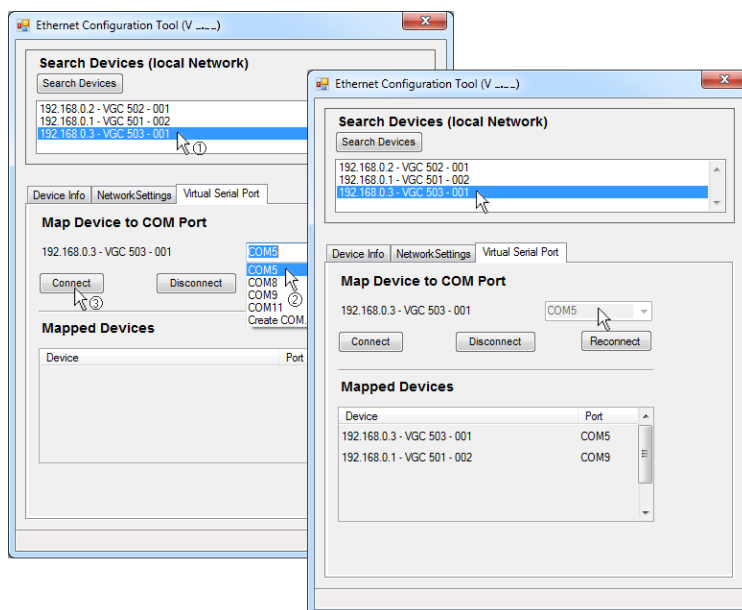 Ethernet Configuration Tool (V _._._)
Search Devices (local Network)
Search Devices
192.168.0.2 - VGC 502 - 001
192.168.0.1 - VGC 501 - 002
192.168.0.3 - VGC 503 - 001
①
Device Info NetworkSettings Virtual Serial Port
Map Device to COM Port
192.168.0.3 - VGC 503 - 001 COM5
COM5
COM8
COM9
COM11
Create COM.
②
Connect Disconnect
③
Mapped Devices
Device Port
Ethernet Configuration Tool (V _._._)
Search Devices (local Network)
Search Devices
192.168.0.2 - VGC 502 - 001
192.168.0.1 - VGC 501 - 002
192.168.0.3 - VGC 503 - 001
Device Info NetworkSettings Virtual Serial Port
Map Device to COM Port
192.168.0.3 - VGC 503 - 001 COM5
Connect Disconnect Reconnect
Mapped Devices
Device Port
192.168.0.3 - VGC 503 - 001 COM5
192.168.0.1 - VGC 501 - 002 COM9